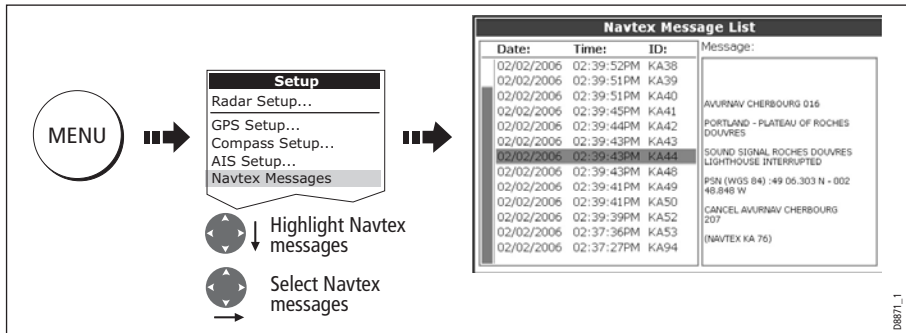 MENU
Setup
Radar Setup...
GPS Setup...
Compass Setup...
AIS Setup...
Navtex Messages
Highlight Navtex
messages
Select Navtex
messages
Navtex Message List
Date: Time: ID:
02/02/2006 02:39:52PM KA38
02/02/2006 02:39:51PM KA39
02/02/2006 02:39:51PM KA40
02/02/2006 02:39:45PM KA41
02/02/2006 02:39:44PM KA42
02/02/2006 02:39:43PM KA43
02/02/2006 02:39:43PM KA44
02/02/2006 02:39:43PM KA48
02/02/2006 02:39:41PM KA49
02/02/2006 02:39:41PM KA50
02/02/2006 02:39:39PM KA52
02/02/2006 02:37:36PM KA53
02/02/2006 02:37:27PM KA94
Message:
AVURNAV CHERBOURG 016
PORTLAND - PLATEAU OF ROCHES
DOUVRES
SOUND SIGNAL ROCHES DOUVRES
LIGHTHOUSE INTERRUPTED
PSN (WGS 84) :49 06.303 N - 002
48.848 W
CANCEL AVURNAV CHERBOURG
207
(NAVTEX KA 76)
D8871_1